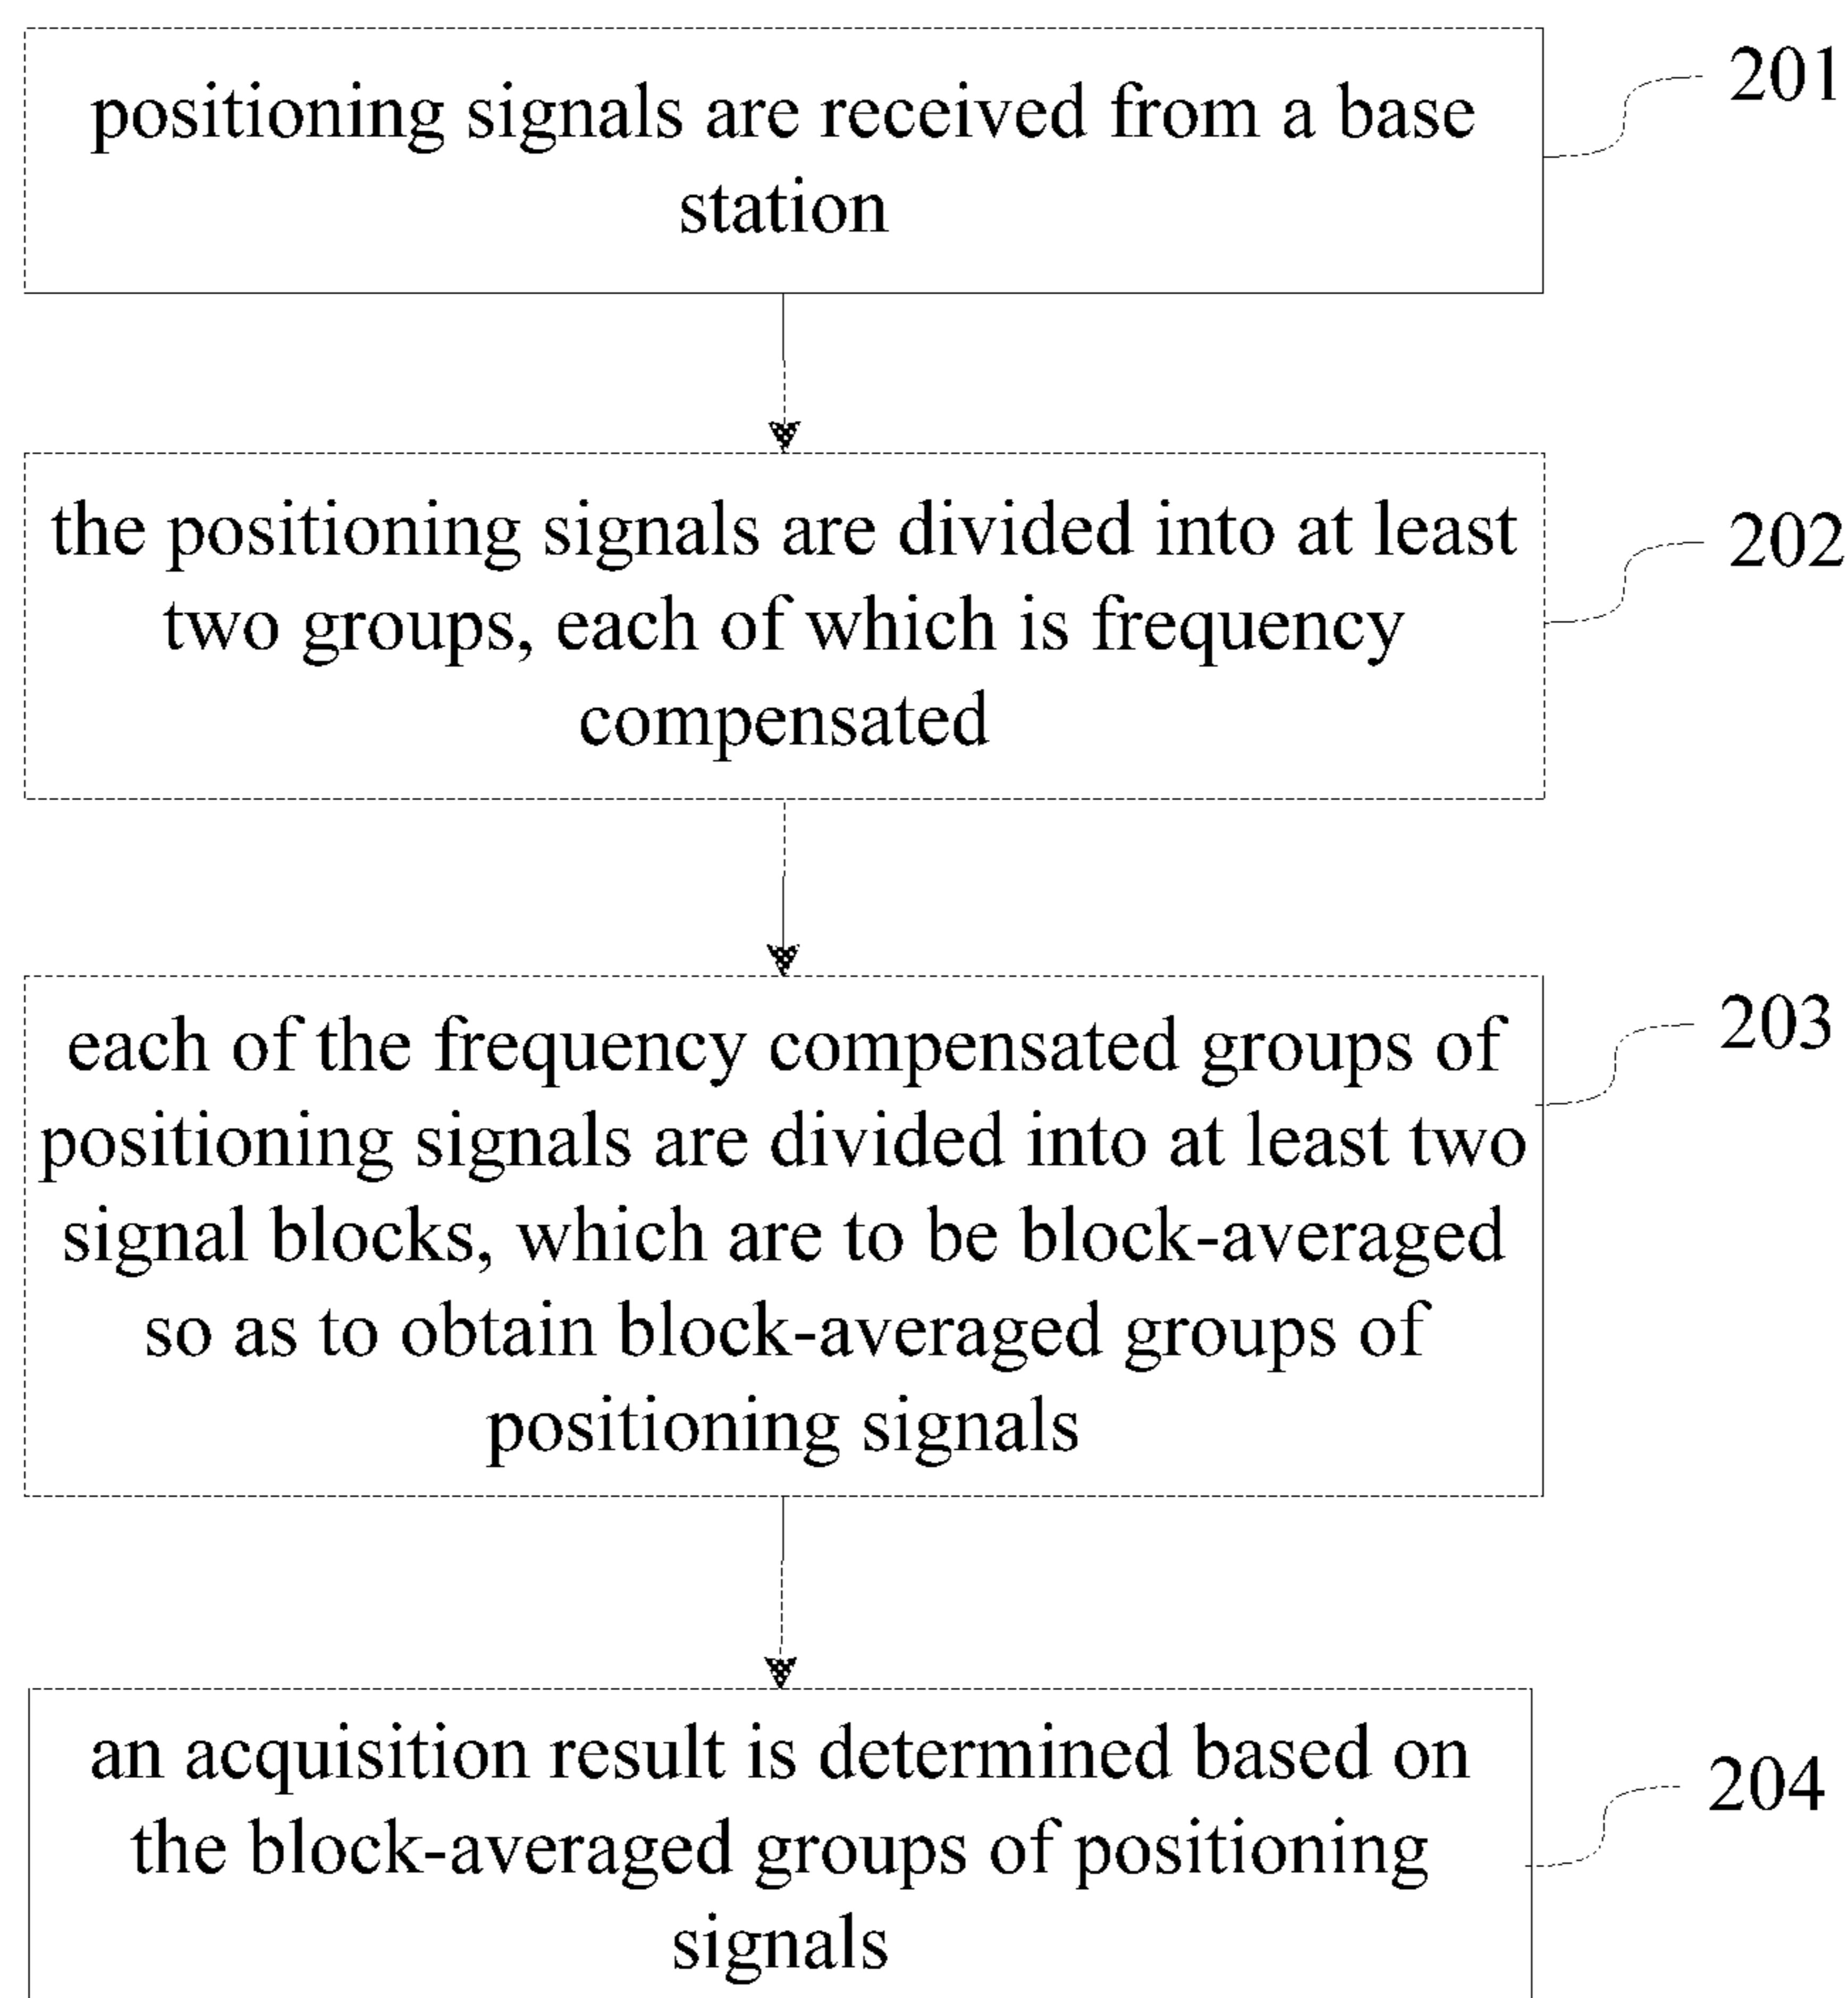 positioning signals are received from a base
station
201
the positioning signals are divided into at least
two groups, each of which is frequency
compensated
202
each of the frequency compensated groups of
positioning signals are divided into at least two
signal blocks, which are to be block-averaged
so as to obtain block-averaged groups of
positioning signals
203
an acquisition result is determined based on
the block-averaged groups of positioning
signals
204